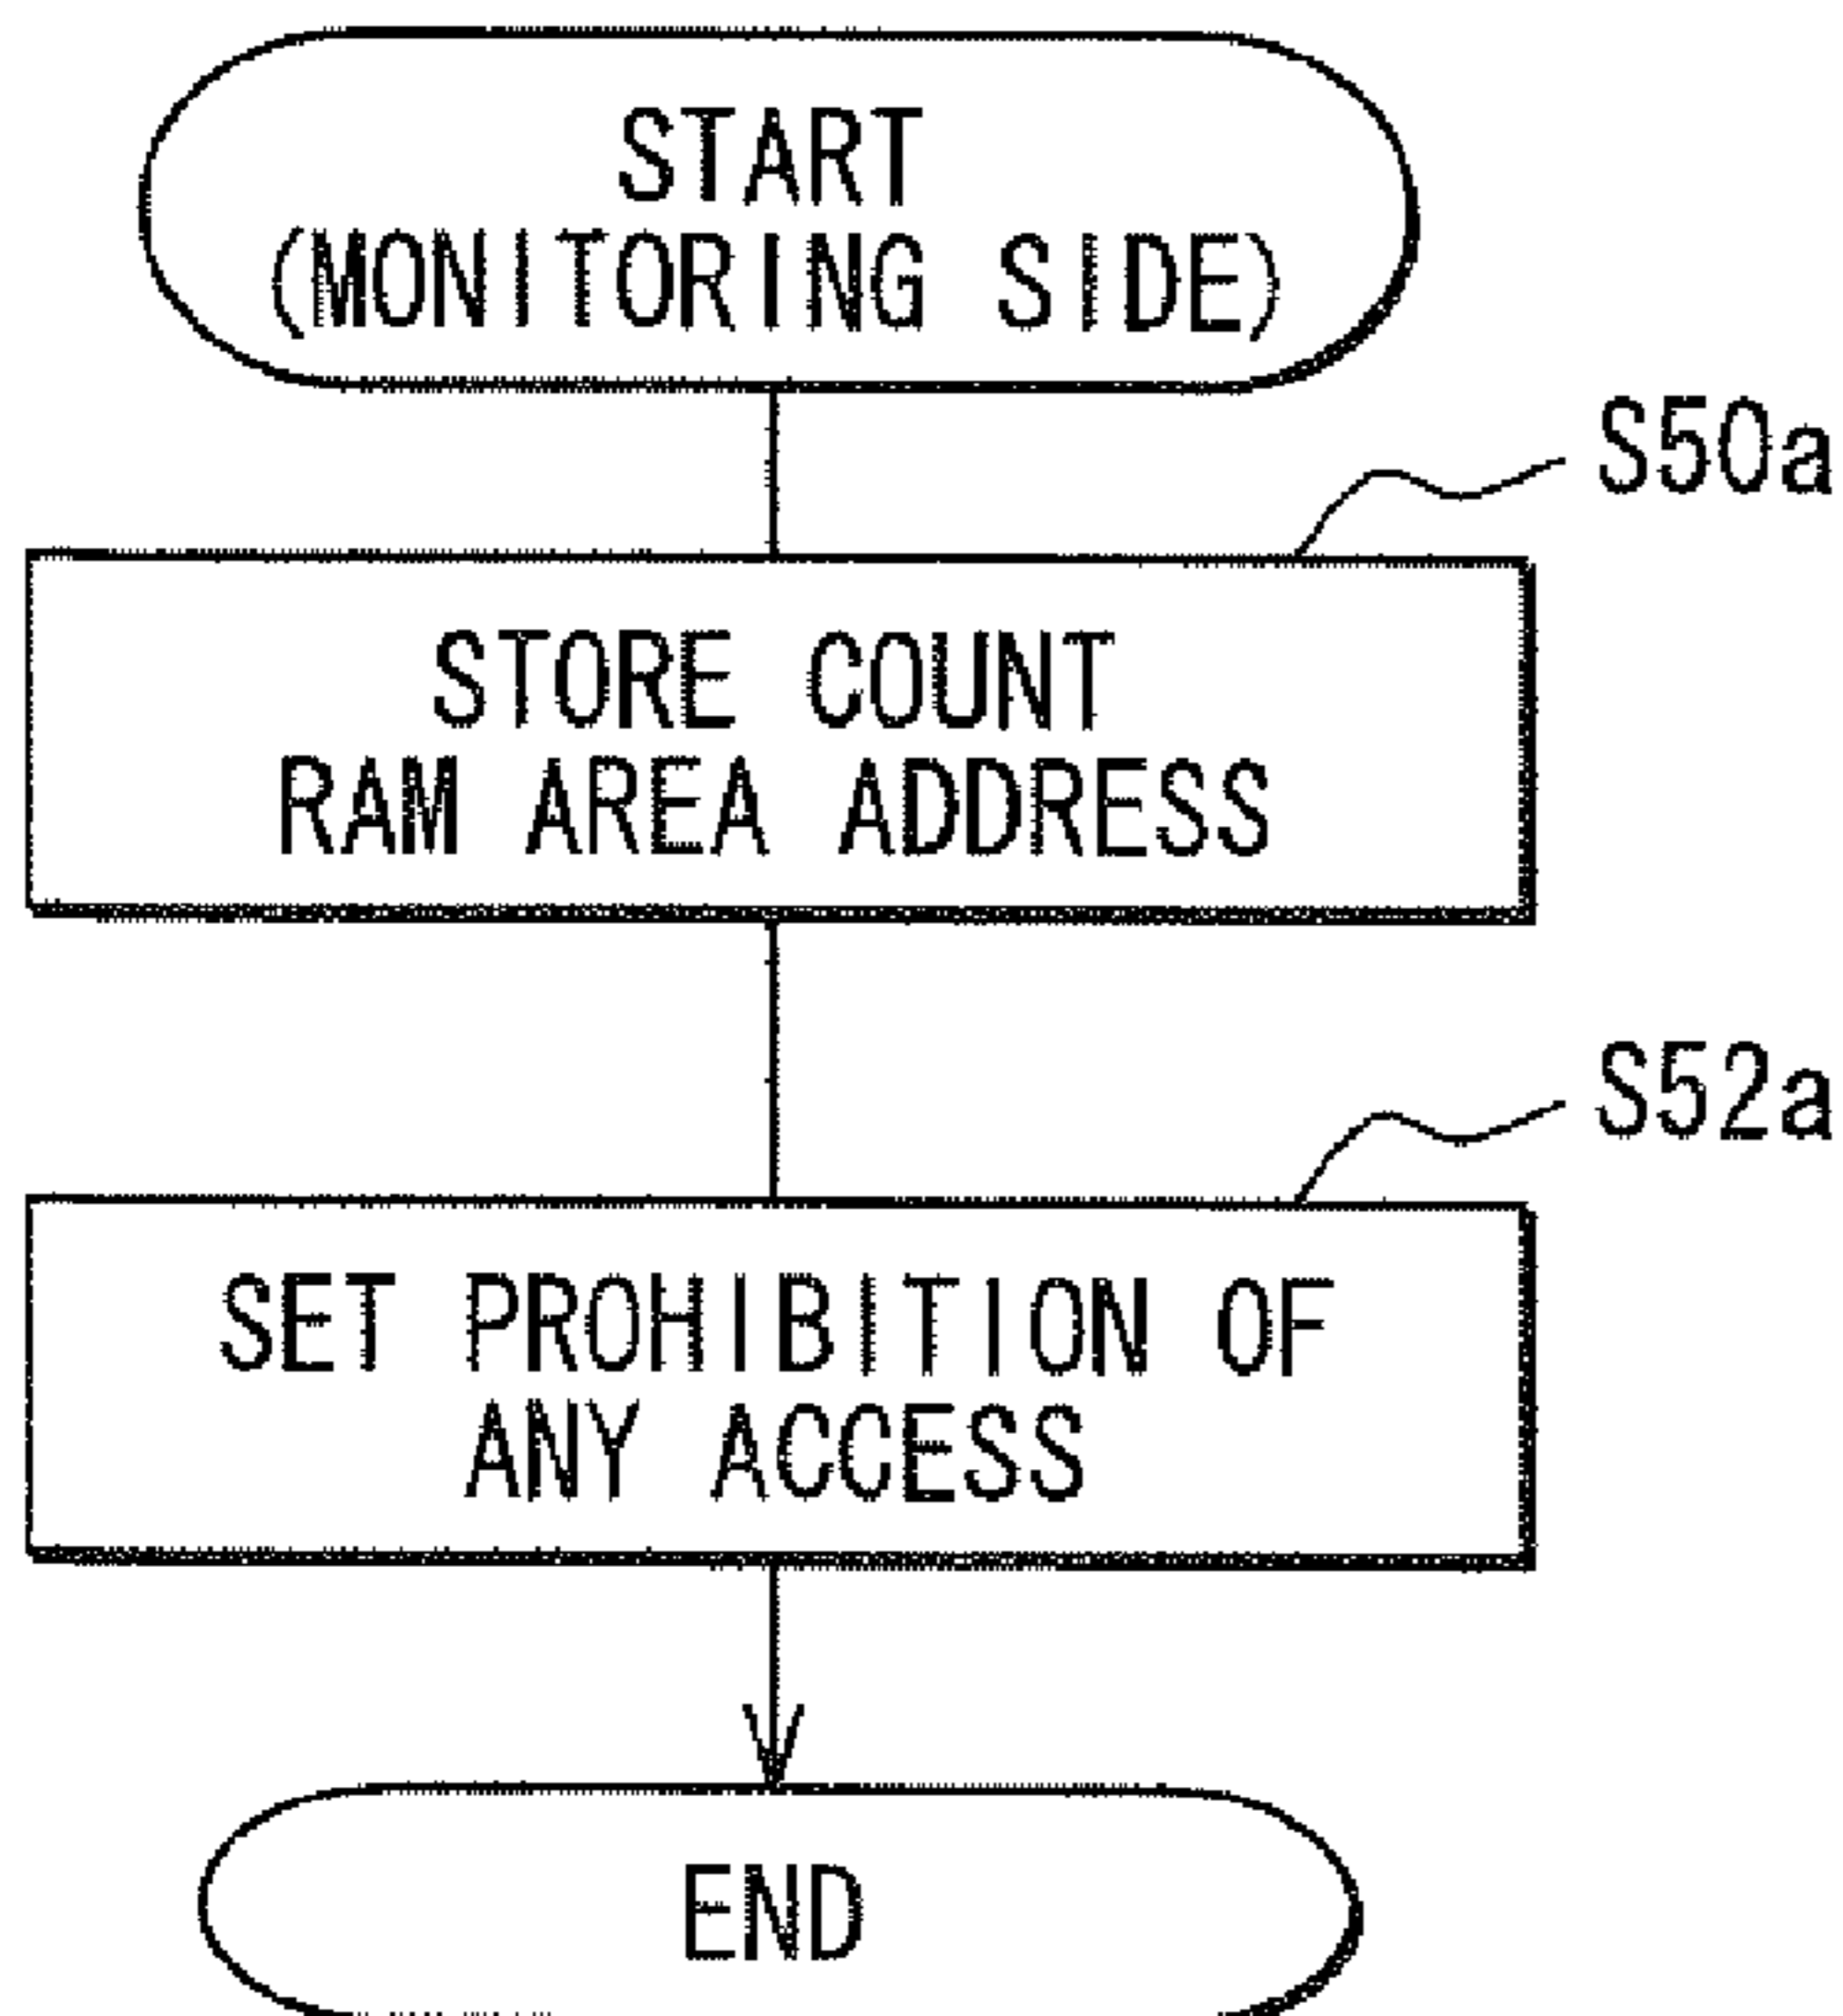 START
(MONITORING SIDE)
S50a
STORE COUNT
RAM AREA ADDRESS
S52a
SET PROHIBITION OF
ANY ACCESS
END